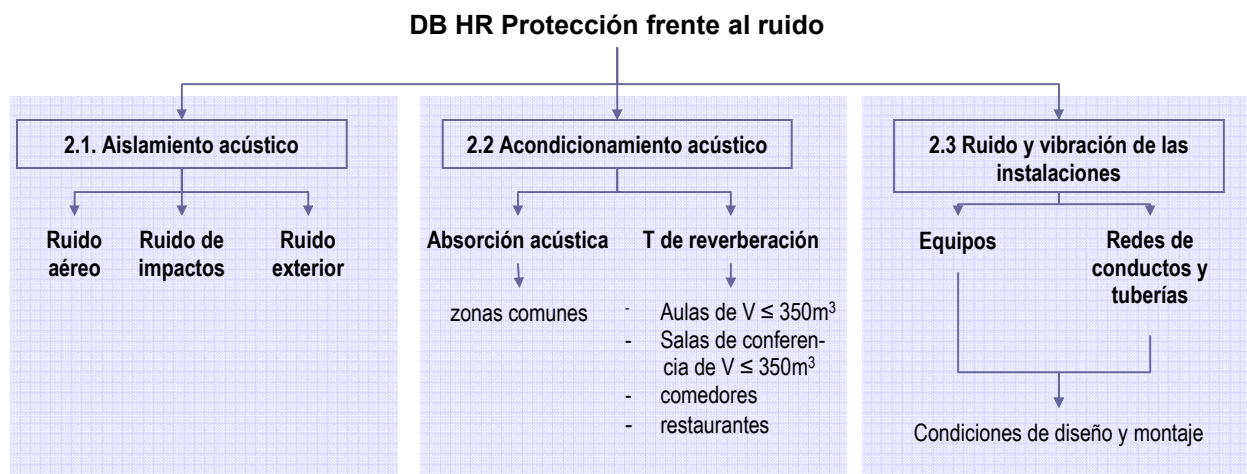 DB HR Protección frente al ruido
2.1. Aislamiento acústico
Ruido
aéreo
Ruido de
impactos
Ruido
exterior
2.2 Acondicionamiento acústico
Absorción acústica
zonas comunes
T de reverberación
- Aulas de V ≤ 350m³
- Salas de conferen-
cia de V ≤ 350m³
- comedores
- restaurantes
2.3 Ruido y vibración de las
instalaciones
Equipos
Redes de
conductos y
tuberías
Condiciones de diseño y montaje